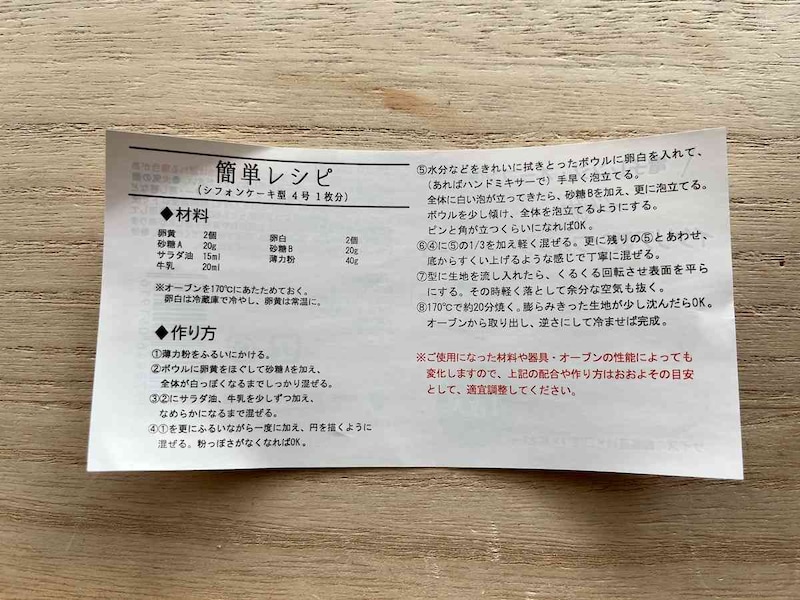 簡単レシピ
(シフォンケーキ型 4号 1枚分)
◆材料
卵黄 2個 卵白 2個
砂糖A 20g 砂糖B 20g
サラダ油 15ml 薄力粉 40g
牛乳 20ml
※オーブンを170℃にあたためておく。
卵白は冷蔵庫で冷やし、卵黄は常温に。
◆作り方
①薄力粉をふるいにかける。
②ボウルに卵黄をほぐして砂糖Aを加え、
全体が白っぽくなるまでしっかり混ぜる。
③②にサラダ油、牛乳を少しずつ加え、
なめらかになるまで混ぜる。
④①を更にふるいながら一度に加え、円を描くように
混ぜる。粉っぽさがなくなればOK。
⑤水分などをきれいに拭きとったボウルに卵白を入れて、
(あればハンドミキサーで）手早く泡立てる。
全体に白い泡が立ってきたら、砂糖Bを加え、更に泡立てる。
ボウルを少し傾け、全体を泡立てるようにする。
ピンと角が立つくらいになればOK。
⑥④に⑤の1/3を加え軽く混ぜる。更に残りの⑤とあわせ、
底からすくい上げるような感じで丁寧に混ぜる。
⑦型に生地を流し入れたら、くるくる回転させ表面を平ら
にする。その時軽く落として余分な空気も抜く。
⑧170℃で約20分焼く。膨らみきった生地が少し沈んだらOK。
オーブンから取り出し、逆さにして冷ませば完成。
※ご使用になった材料や器具・オーブンの性能によっても
変化しますので、上記の配合や作り方はおおよその目安
として、適宜調整してください。